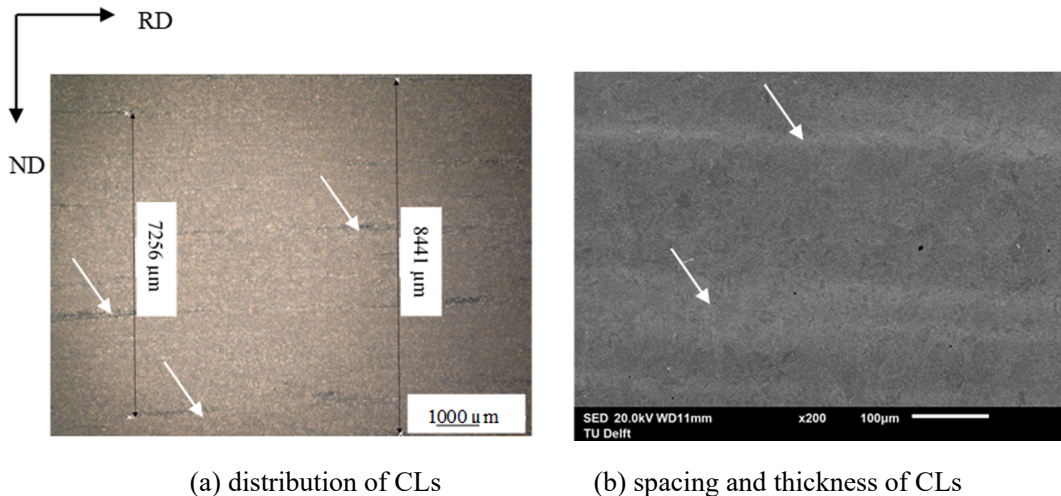 RD
ND
7256 µm
8441 µm
1000 um
SED 20.0kV WD11mm x200 100µm
TU Delft
(a) distribution of CLs (b) spacing and thickness of CLs